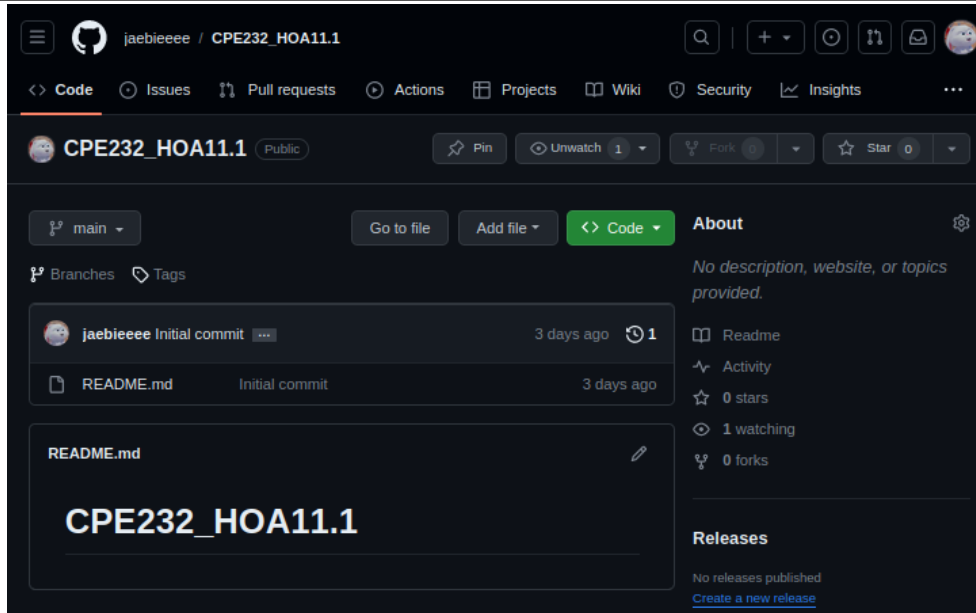 jaebieeee / CPE232_HOA11.1
Code Issues Pull requests Actions Projects Wiki Security Insights
CPE232_HOA11.1 Public Pin Unwatch 1 Fork 0 Star 0
main Go to file Add file Code
Branches Tags
jaebieeee Initial commit 3 days ago 1
README.md Initial commit 3 days ago
README.md
CPE232_HOA11.1
About
No description, website, or topics
provided.
Readme
Activity
0 stars
1 watching
0 forks
Releases
No releases published
Create a new release